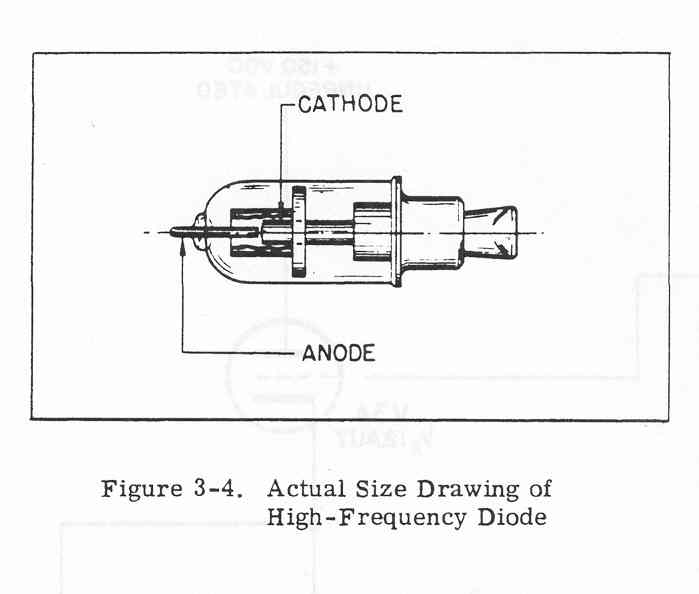 CATHODE
ANODE
Figure 3-4. Actual Size Drawing of
High-Frequency Diode